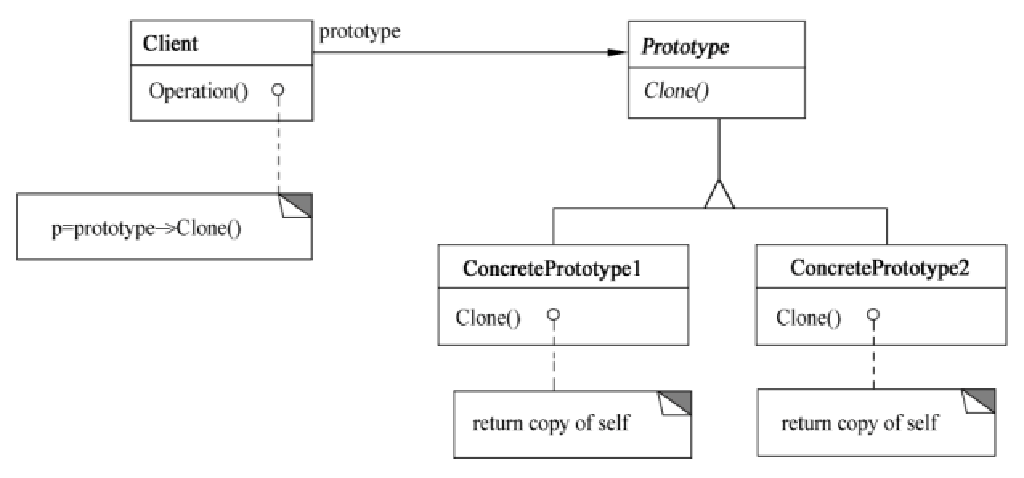 Client
prototype
Prototype
Operation()
Clone()
p=prototype->Clone()
ConcretePrototype1
ConcretePrototype2
Clone()
Clone()
return copy of self
return copy of self